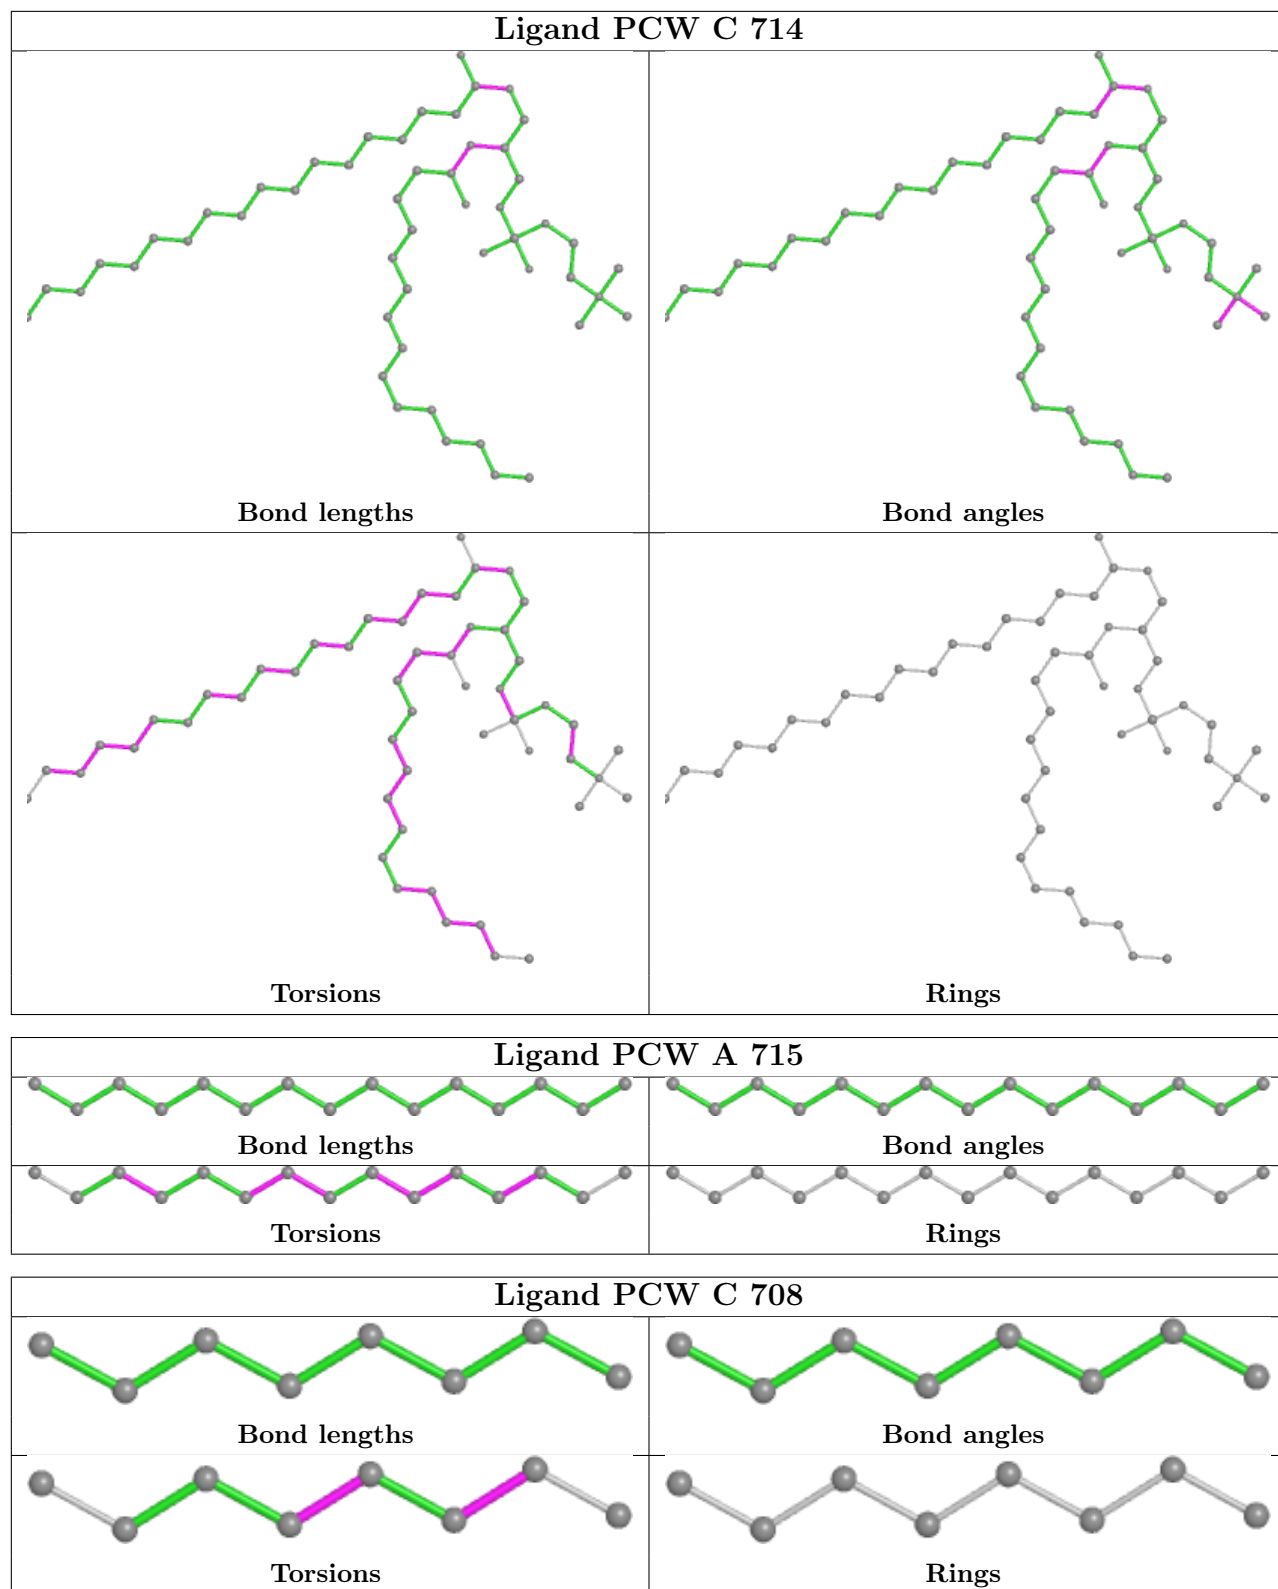 Ligand PCW C 714
Bond lengths
Bond angles
Torsions
Rings
Ligand PCW A 715
Bond lengths
Bond angles
Torsions
Rings
Ligand PCW C 708
Bond lengths
Bond angles
Torsions
Rings